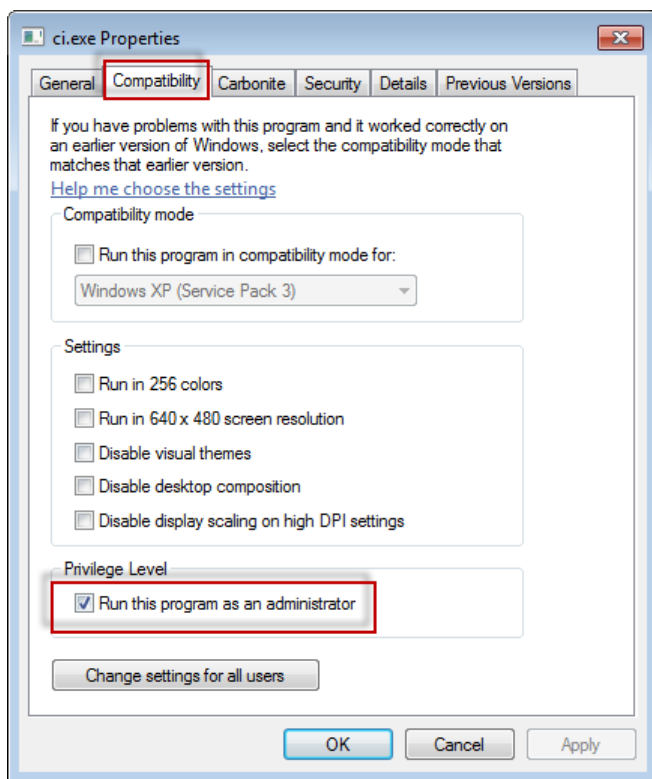 ci.exe Properties
General Compatibility Carbonite Security Details Previous Versions
If you have problems with this program and it worked correctly on
an earlier version of Windows, select the compatibility mode that
matches that earlier version.
Help me choose the settings
Compatibility mode
Run this program in compatibility mode for:
Windows XP (Service Pack 3)
Settings
Run in 256 colors
Run in 640 x 480 screen resolution
Disable visual themes
Disable desktop composition
Disable display scaling on high DPI settings
Privilege Level
Run this program as an administrator
Change settings for all users
OK Cancel Apply